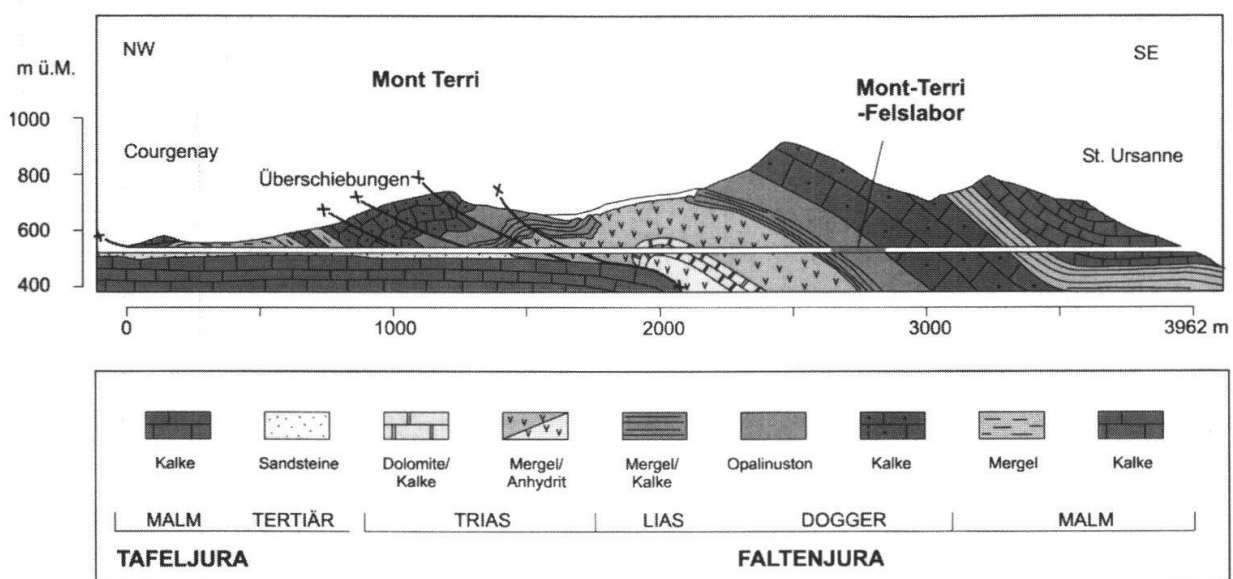 NW
SE
m ü.M.
Mont Terri
Mont-Terri
-Felslabor
1000
Courgenay
St. Ursanne
800
Überschiebungen
600
400
0
1000
2000
3000
3962 m
Kalke
Sandsteine
Dolomite/
Kalke
Mergel/
Anhydrit
Mergel/
Kalke
Opalinuston
Kalke
Mergel
Kalke
MALM
TERTIÄR
TRIAS
LIAS
DOGGER
MALM
TAFELJURA
FALTENJURA